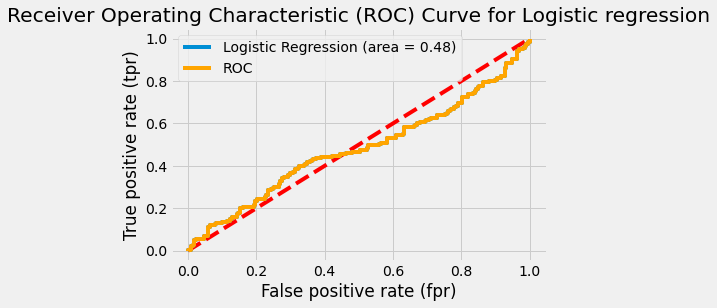 Receiver Operating Characteristic (ROC) Curve for Logistic regression
Logistic Regression (area = 0.48)
ROC
True positive rate (tpr)
1.0
0.8
0.6
0.4
0.2
0.0
0.0 0.2 0.4 0.6 0.8 1.0
False positive rate (fpr)